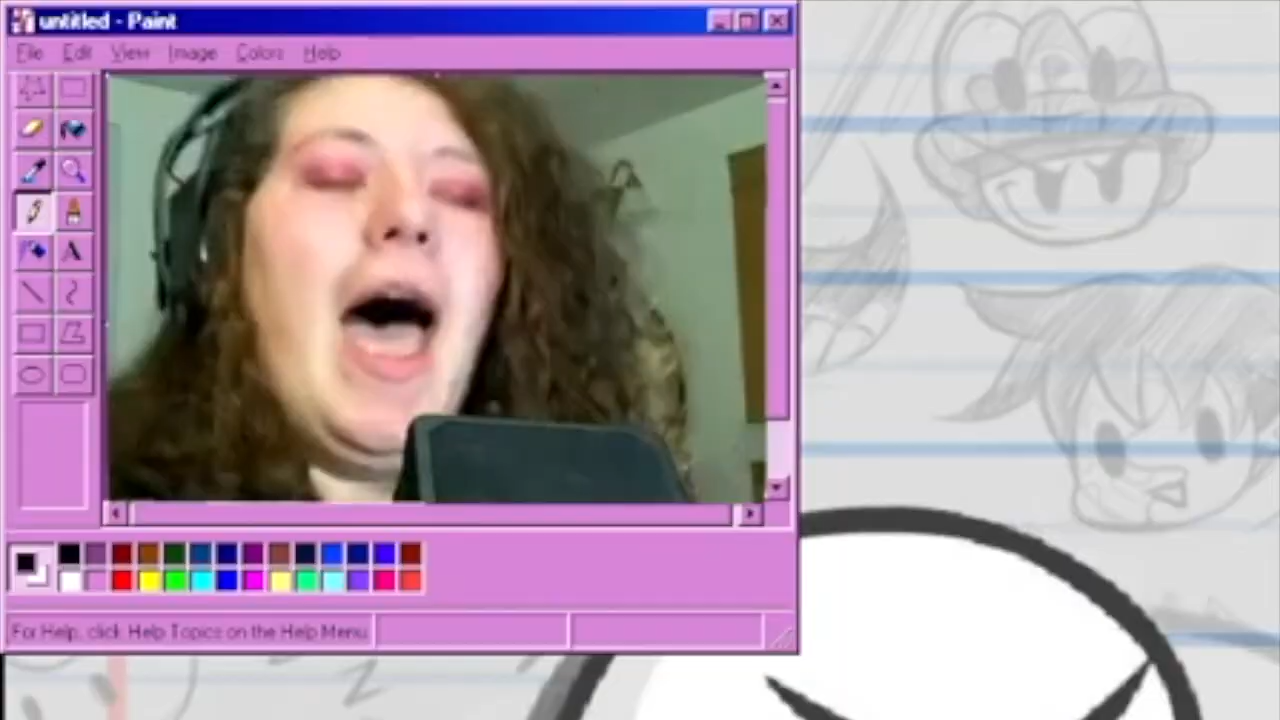 untitled - Paint
File Edit View Image Colors Help
A
For Help, click Help Topics on the Help Menu.